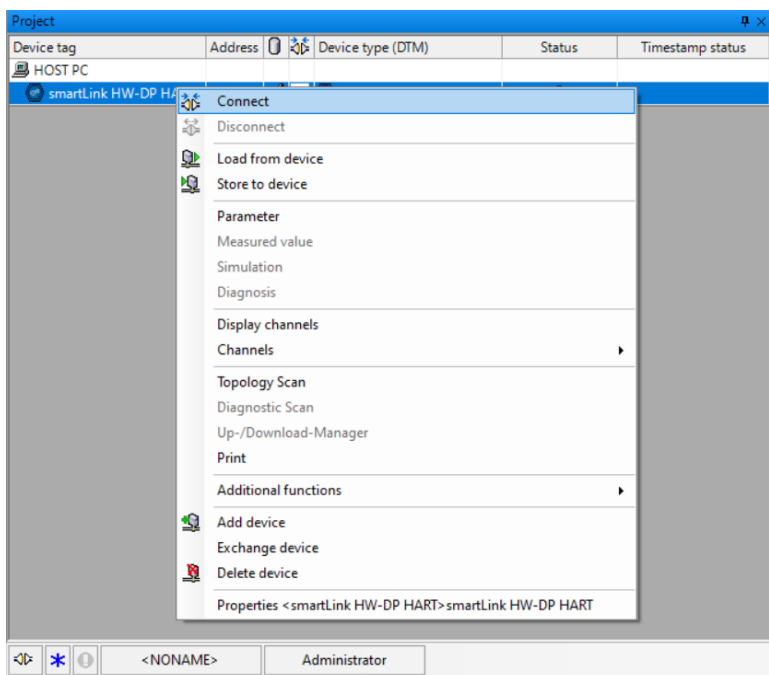 Project
Device tag Address Device type (DTM) Status Timestamp status
HOST PC
smartLink HW-DP
Connect
Disconnect
Load from device
Store to device
Parameter
Measured value
Simulation
Diagnosis
Display channels
Channels
Topology Scan
Diagnostic Scan
Up-/Download-Manager
Print
Additional functions
Add device
Exchange device
Delete device
Properties <smartLink HW-DP HART>smartLink HW-DP HART
<NONAME> Administrator